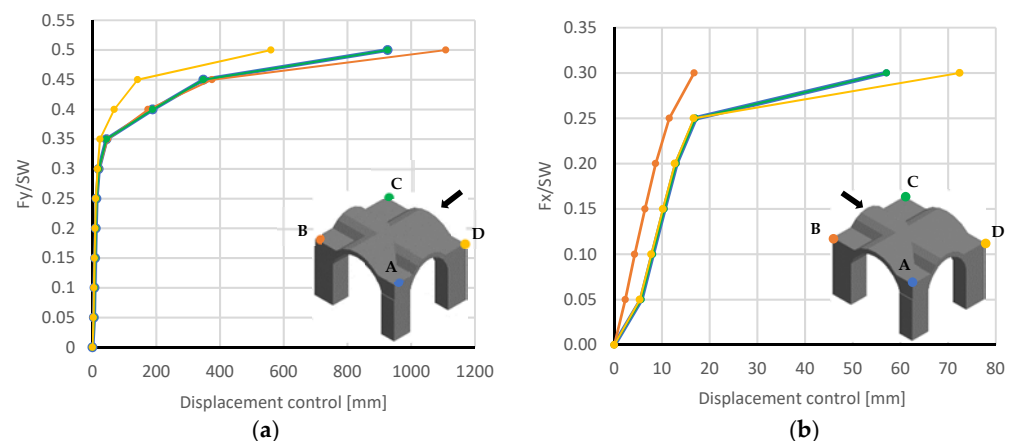 0.55
0.5
0.45
0.4
0.35
0.3
0.25
0.2
0.15
0.1
0.05
0
Fy/SW
0 200 400 600 800 1000 1200
Displacement control [mm]
C
B
D
A
(a)
0.35
0.30
0.25
0.20
0.15
0.10
0.05
0.00
Fx/SW
0 10 20 30 40 50 60 70 80
Displacement control [mm]
C
B
D
A
(b)